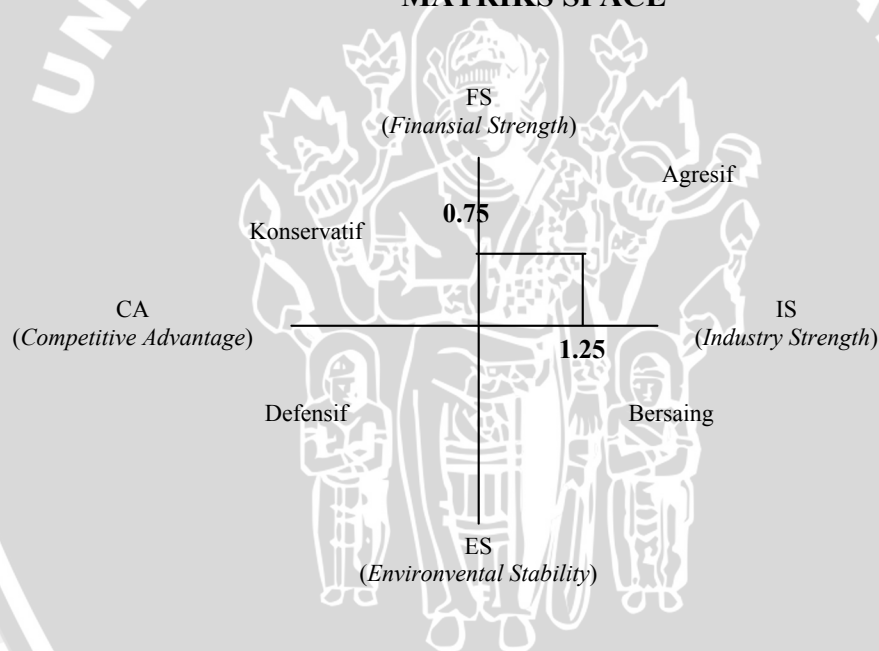 MATRIKS SPACE
FS
(Finansial Strength)
Agresif
0.75
Konservatif
CA
(Competitive Advantage)
IS
(Industry Strength)
1.25
Defensif
Bersaing
ES
(Environvental Stability)